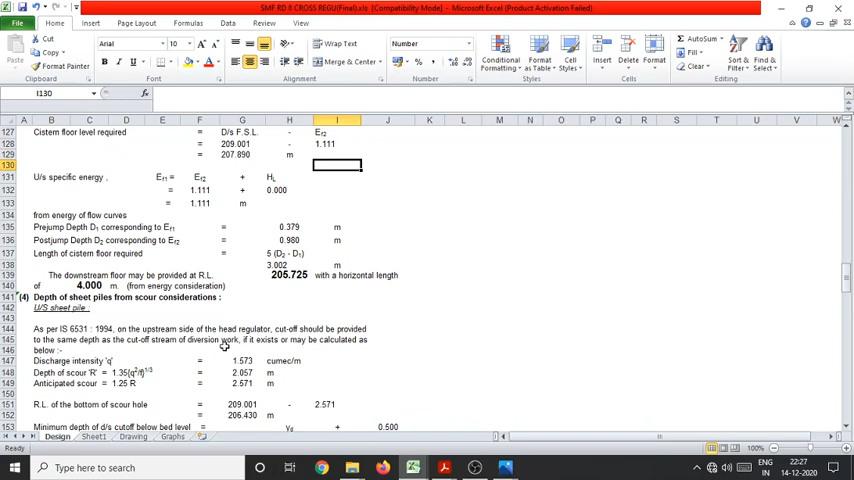 SMF RD 8 CROSS REGU(Final).xls [Compatibility Mode] - Microsoft Excel (Product Activation Failed)
File Home Insert Page Layout Formulas Data Review View
Cut
Copy
Format Painter
Paste
Clipboard
Arial 10
B I U
Font
Wrap Text
Merge & Center
Alignment
Number
Number
Conditional Formatting
Format as Table
Cell Styles
Styles
Insert Delete Format
Cells
AutoSum
Fill
Clear
Sort & Filter
Find & Select
Editing
I130 fx
A B C D E F G H I J K L M N O P Q R S T U V W
127 Cistern floor level required = D/s F.S.L. - Ef2
128 = 209.001 - 1.111
129 = 207.890 m
130
131 U/s specific energy , Ef1 = Ef2 + HL
132 = 1.111 + 0.000
133 = 1.111 m
134 from energy of flow curves
135 Prejump Depth D1 corresponding to Ef1 = 0.379 m
136 Postjump Depth D2 corresponding to Ef2 = 0.980 m
137 Length of cistern floor required = 5 (D2 - D1)
138 3.002 m
139 The downstream floor may be provided at R.L. 205.725 with a horizontal length
140 of 4.000 m. (from energy consideration)
141 (4) Depth of sheet piles from scour considerations :
142 U/S sheet pile :
143
144 As per IS 6531 : 1994, on the upstream side of the head regulator, cut-off should be provided
145 to the same depth as the cut-off stream of diversion work, if it exists or may be calculated as
146 below :-
147 Discharge intensity 'q' = 1.573 cumec/m
148 Depth of scour 'R' = 1.35(q2/f)1/3 = 2.057 m
149 Anticipated scour = 1.25 R = 2.571 m
150
151 R.L. of the bottom of scour hole = 209.001 - 2.571
152 = 206.430 m
153 Minimum depth of d/s cutoff below bed level = yd + 0.500
Design Sheet1 Drawing Graphs
Ready 100%
Type here to search
ENG
IN
22:27
14-12-2020